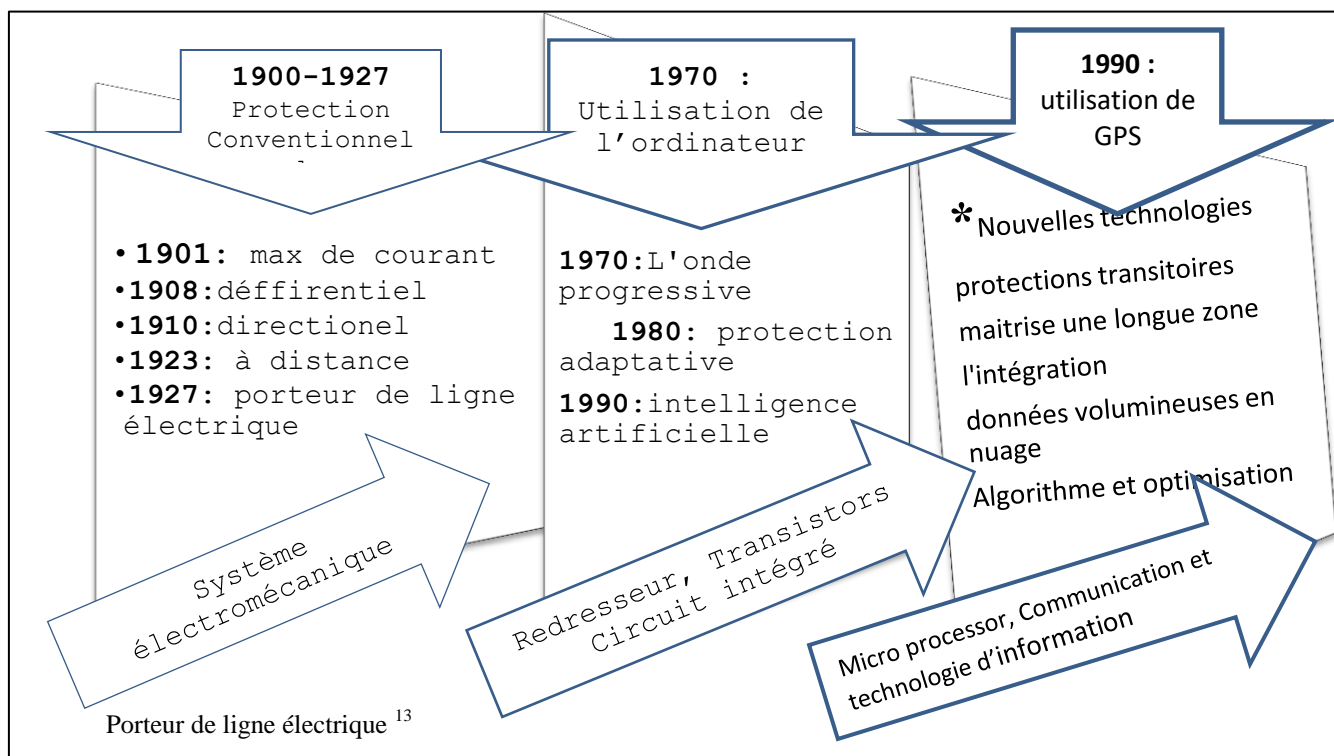 1900-1927
Protection
Conventionnel
1901: max de courant
1908:déffirentiel
1910:directionel
1923: à distance
1927: porteur de ligne
électrique
Système
électromécanique
1970 :
Utilisation de
l’ordinateur
1970:L'onde
progressive
1980: protection
adaptative
1990:intelligence
artificielle
Redresseur, Transistors
Circuit intégré
1990 :
utilisation de
GPS
*Nouvelles technologies
protections transitoires
maitrise une longue zone
l'intégration
données volumineuses en
nuage
Algorithme et optimisation
Micro processor, Communication et
technologie d’information
Porteur de ligne électrique 13